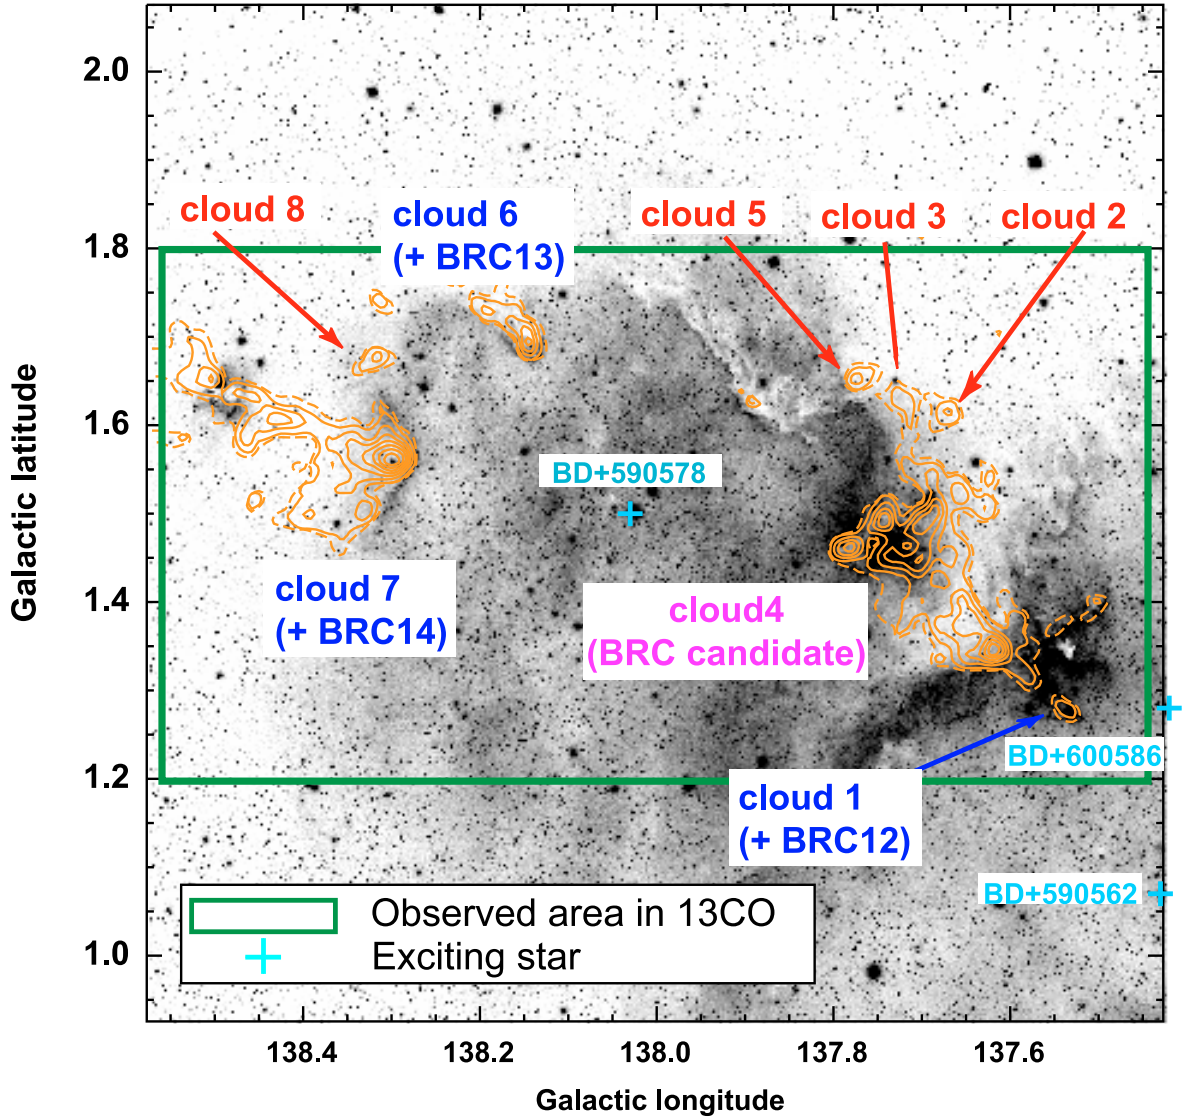 2.0
1.8
1.6
1.4
1.2
1.0
Galactic latitude
cloud 8
cloud 6
(+ BRC13)
cloud 5
cloud 3
cloud 2
BD+590578
cloud 7
(+ BRC14)
cloud4
(BRC candidate)
BD+600586
cloud 1
(+ BRC12)
BD+590562
Observed area in 13CO
Exciting star
138.4
138.2
138.0
137.8
137.6
Galactic longitude